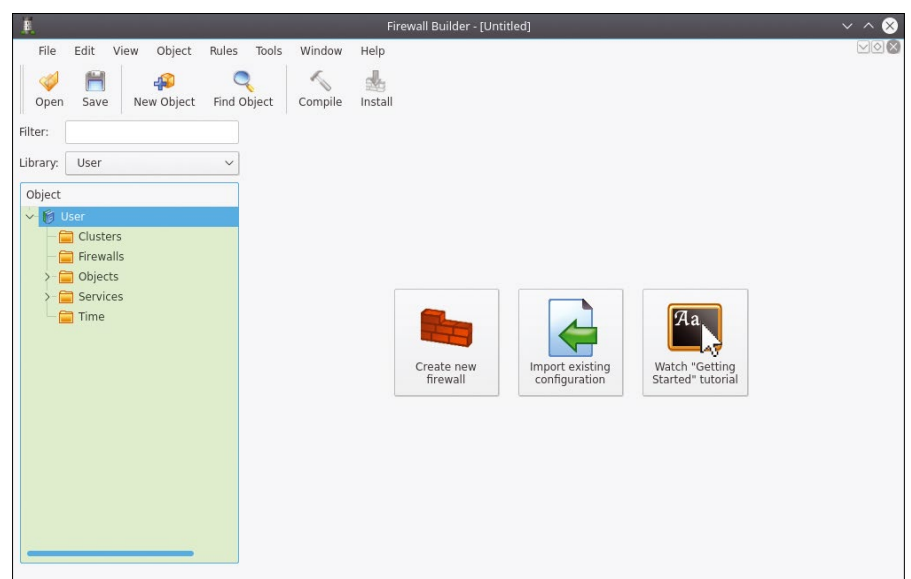 Firewall Builder - [Untitled]
File Edit View Object Rules Tools Window Help
Open Save New Object Find Object Compile Install
Filter:
Library: User
Object
User
Clusters
Firewalls
Objects
Services
Time
Create new
firewall
Import existing
configuration
Aa
Watch "Getting
Started" tutorial